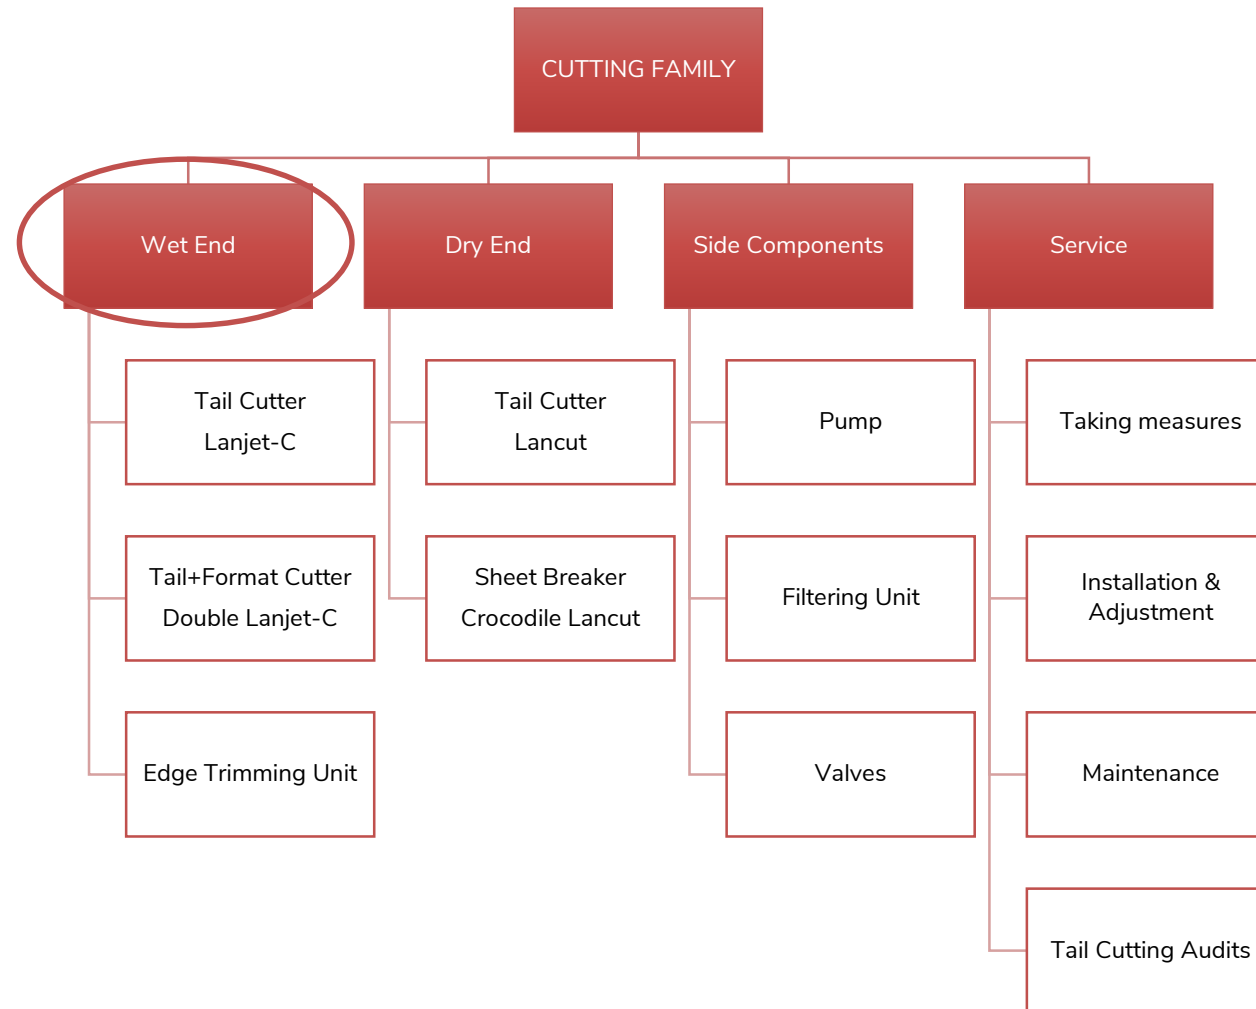 CUTTING FAMILY
Wet End
Dry End
Side Components
Service
Tail Cutter
Lanjet-C
Tail+Format Cutter
Double Lanjet-C
Edge Trimming Unit
Tail Cutter
Lancut
Sheet Breaker
Crocodile Lancut
Pump
Filtering Unit
Valves
Taking measures
Installation &
Adjustment
Maintenance
Tail Cutting Audits